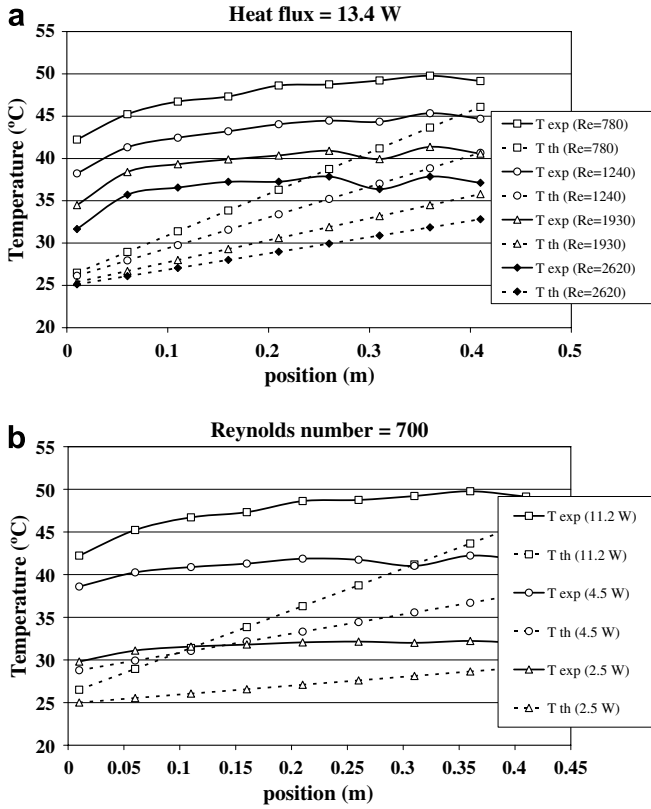 a
Heat flux = 13.4 W
55
50
45
40
35
30
25
20
Temperature (°C)
0
0.1
0.2
0.3
0.4
0.5
position (m)
T exp (Re=780)
T th (Re=780)
T exp (Re=1240)
T th (Re=1240)
T exp (Re=1930)
T th (Re=1930)
T exp (Re=2620)
T th (Re=2620)
b
Reynolds number = 700
55
50
45
40
35
30
25
20
Temperature (°C)
0
0.05
0.1
0.15
0.2
0.25
0.3
0.35
0.4
0.45
position (m)
T exp (11.2 W)
T th (11.2 W)
T exp (4.5 W)
T th (4.5 W)
T exp (2.5 W)
T th (2.5 W)